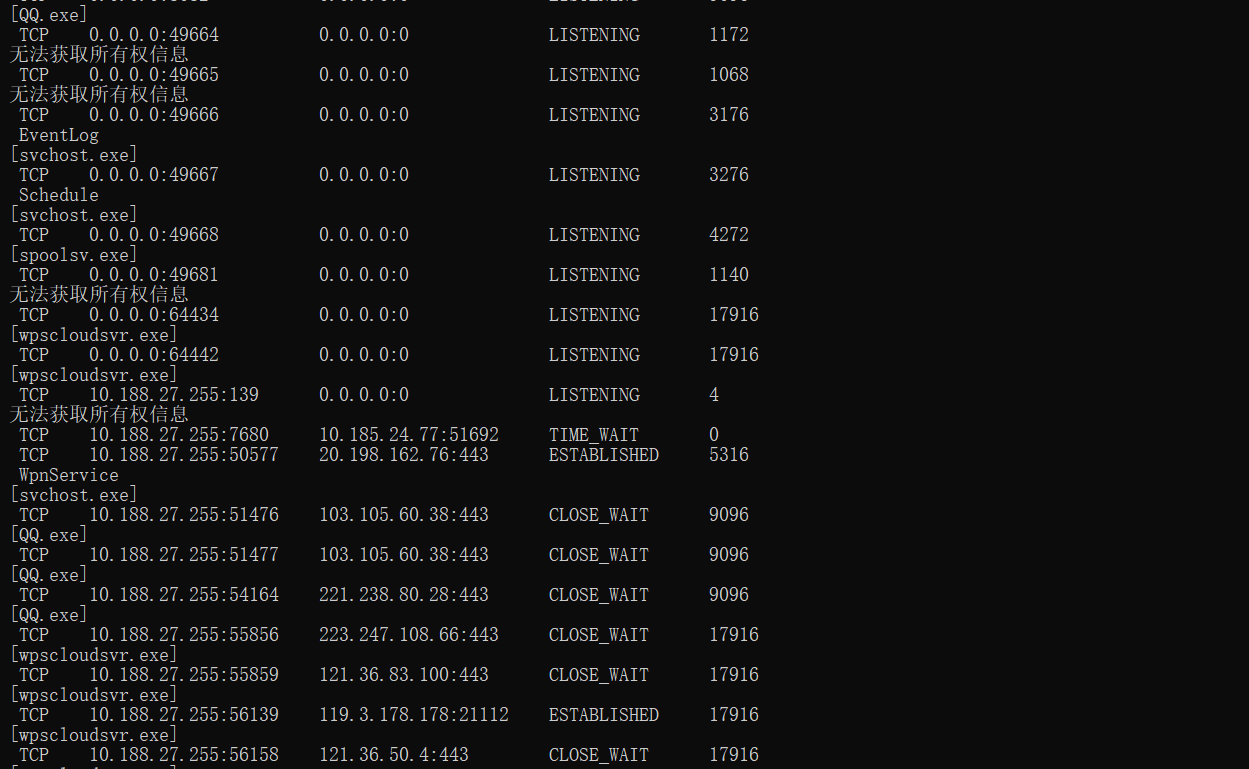 [QQ.exe]
TCP 0.0.0.0:49664 0.0.0.0:0 LISTENING 1172
无法获取所有权信息
TCP 0.0.0.0:49665 0.0.0.0:0 LISTENING 1068
无法获取所有权信息
TCP 0.0.0.0:49666 0.0.0.0:0 LISTENING 3176
EventLog
[svchost.exe]
TCP 0.0.0.0:49667 0.0.0.0:0 LISTENING 3276
Schedule
[svchost.exe]
TCP 0.0.0.0:49668 0.0.0.0:0 LISTENING 4272
[spoolsv.exe]
TCP 0.0.0.0:49681 0.0.0.0:0 LISTENING 1140
无法获取所有权信息
TCP 0.0.0.0:64434 0.0.0.0:0 LISTENING 17916
[wpscloudsvr.exe]
TCP 0.0.0.0:64442 0.0.0.0:0 LISTENING 17916
[wpscloudsvr.exe]
TCP 10.188.27.255:139 0.0.0.0:0 LISTENING 4
无法获取所有权信息
TCP 10.188.27.255:7680 10.185.24.77:51692 TIME_WAIT 0
TCP 10.188.27.255:50577 20.198.162.76:443 ESTABLISHED 5316
WpnService
[svchost.exe]
TCP 10.188.27.255:51476 103.105.60.38:443 CLOSE_WAIT 9096
[QQ.exe]
TCP 10.188.27.255:51477 103.105.60.38:443 CLOSE_WAIT 9096
[QQ.exe]
TCP 10.188.27.255:54164 221.238.80.28:443 CLOSE_WAIT 9096
[QQ.exe]
TCP 10.188.27.255:55856 223.247.108.66:443 CLOSE_WAIT 17916
[wpscloudsvr.exe]
TCP 10.188.27.255:55859 121.36.83.100:443 CLOSE_WAIT 17916
[wpscloudsvr.exe]
TCP 10.188.27.255:56139 119.3.178.178:21112 ESTABLISHED 17916
[wpscloudsvr.exe]
TCP 10.188.27.255:56158 121.36.50.4:443 CLOSE_WAIT 17916